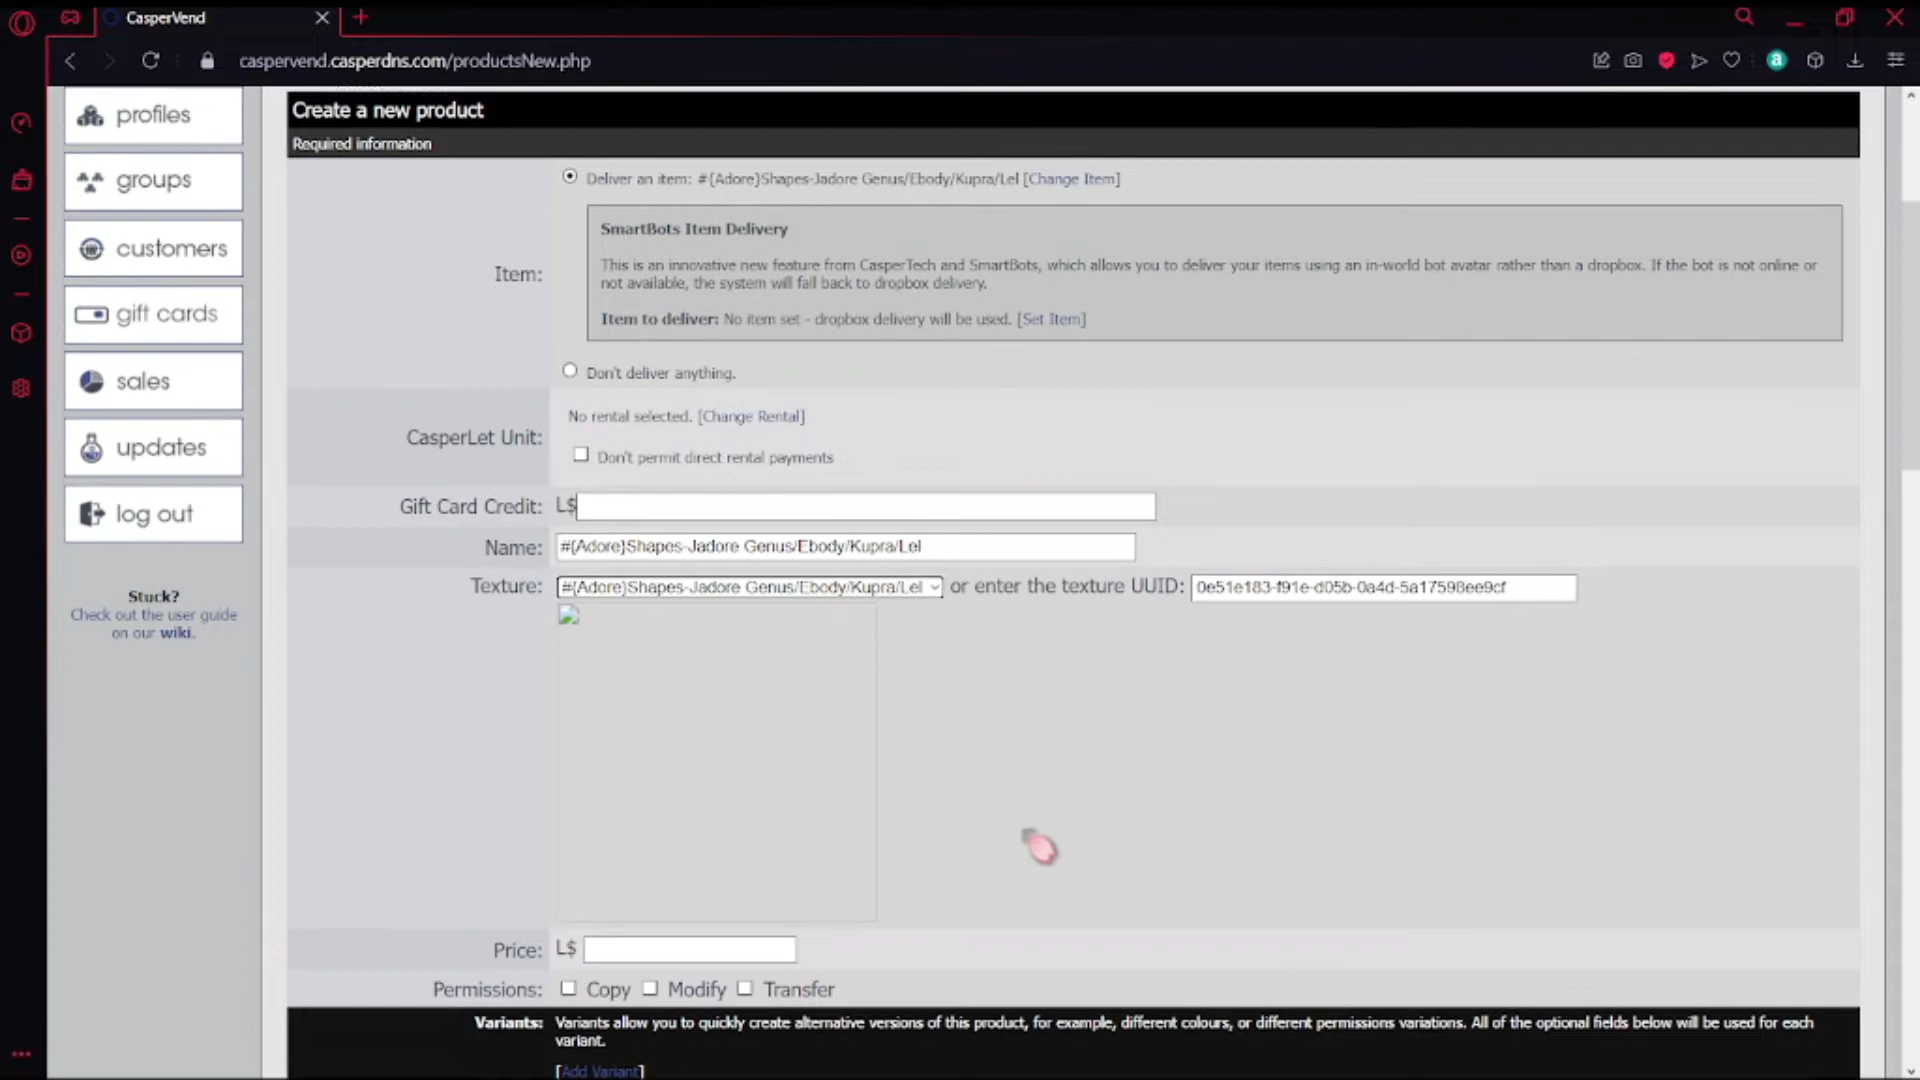 CasperVend
caspervend.casperdns.com/productsNew.php
profiles
groups
customers
gift cards
sales
updates
log out
Stuck?
Check out the user guide
on our wiki.
Create a new product
Required information
Item:
Deliver an item: #{Adore}Shapes-Jadore Genus/Ebody/Kupra/Lel [Change Item]
SmartBots Item Delivery
This is an innovative new feature from CasperTech and SmartBots, which allows you to deliver your items using an in-world bot avatar rather than a dropbox. If the bot is not online or
not available, the system will fall back to dropbox delivery.
Item to deliver: No item set - dropbox delivery will be used. [Set Item]
Don't deliver anything.
CasperLet Unit:
No rental selected. [Change Rental]
Don't permit direct rental payments
Gift Card Credit: L$
Name: #{Adore}Shapes-Jadore Genus/Ebody/Kupra/Lel
Texture: #{Adore}Shapes-Jadore Genus/Ebody/Kupra/Lel or enter the texture UUID: 0e51e183-f91e-d05b-0a4d-5a17598ee9cf
Price: L$
Permissions: Copy Modify Transfer
Variants: Variants allow you to quickly create alternative versions of this product, for example, different colours, or different permissions variations. All of the optional fields below will be used for each
variant.
[Add Variant]